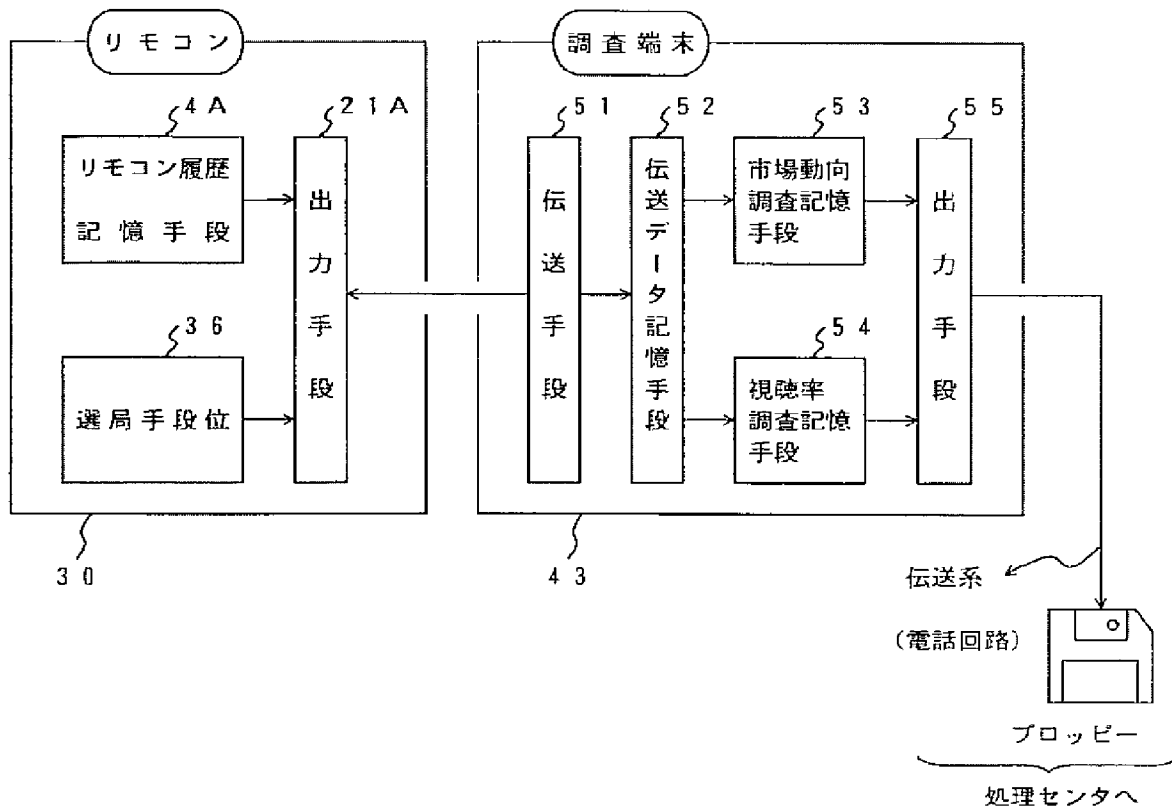 リモコン
調査端末
4A
21A
51
52
53
55
リモコン履歴
記憶手段
出力手段
伝送手段
伝送データ記憶手段
市場動向
調査記憶
手段
出力手段
36
54
選局手段位
視聴率
調査記憶
手段
30
43
伝送系
(電話回路)
プロッピー
処理センタへ